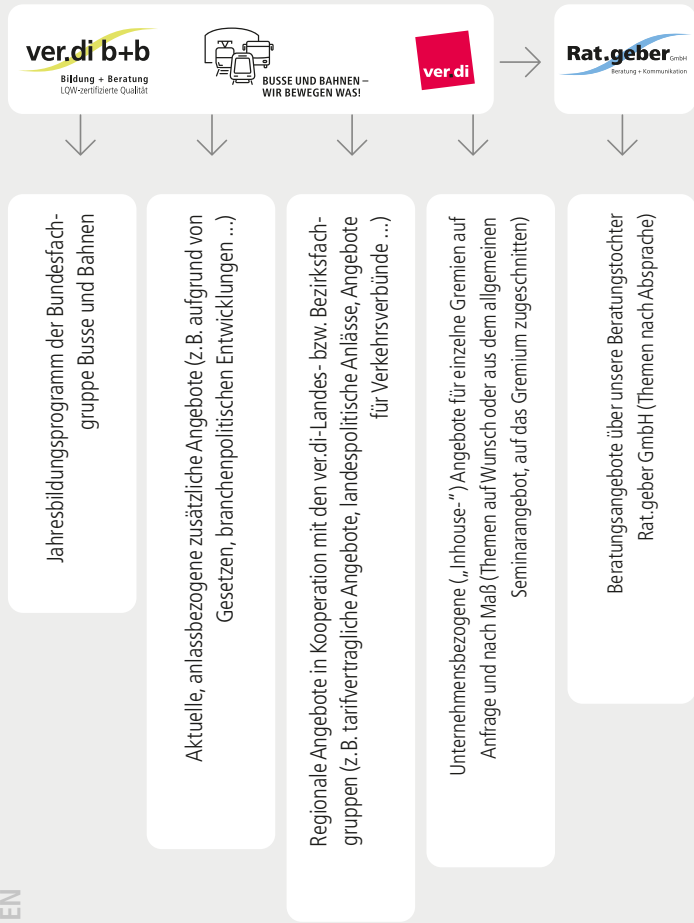 ver.di b+b
Bildung + Beratung
LQW-zertifizierte Qualität
BUSSE UND BAHNEN –
WIR BEWEGEN WAS!
ver.di
Rat.geber GmbH
Beratung + Kommunikation
Jahresbildungsprogramm der Bundesfach-
gruppe Busse und Bahnen
Aktuelle, anlassbezogene zusätzliche Angebote (z.B. aufgrund von
Gesetzen, branchenpolitischen Entwicklungen ...)
Regionale Angebote in Kooperation mit den ver.di-Landes- bzw. Bezirksfach-
gruppen (z.B. tarifvertragliche Angebote, landespolitische Anlässe, Angebote
für Verkehrsverbünde ...)
Unternehmensbezogene („Inhouse-“) Angebote für einzelne Gremien auf
Anfrage und nach Maß (Themen auf Wunsch oder aus dem allgemeinen
Seminarangebot, auf das Gremium zugeschnitten)
Beratungsangebote über unsere Beratungstochter
Rat.geber GmbH (Themen nach Absprache)
EN